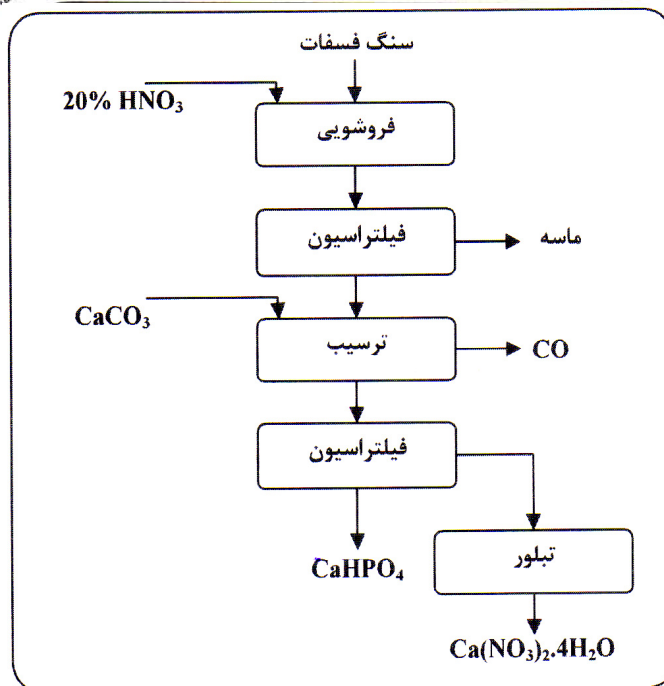 سنگ فسفات
20% HNO₃
فروشویی
فیلتراسیون
ماسه
CaCO₃
ترسیب
CO
فیلتراسیون
CaHPO₄
تبلور
Ca(NO₃)₂.4H₂O